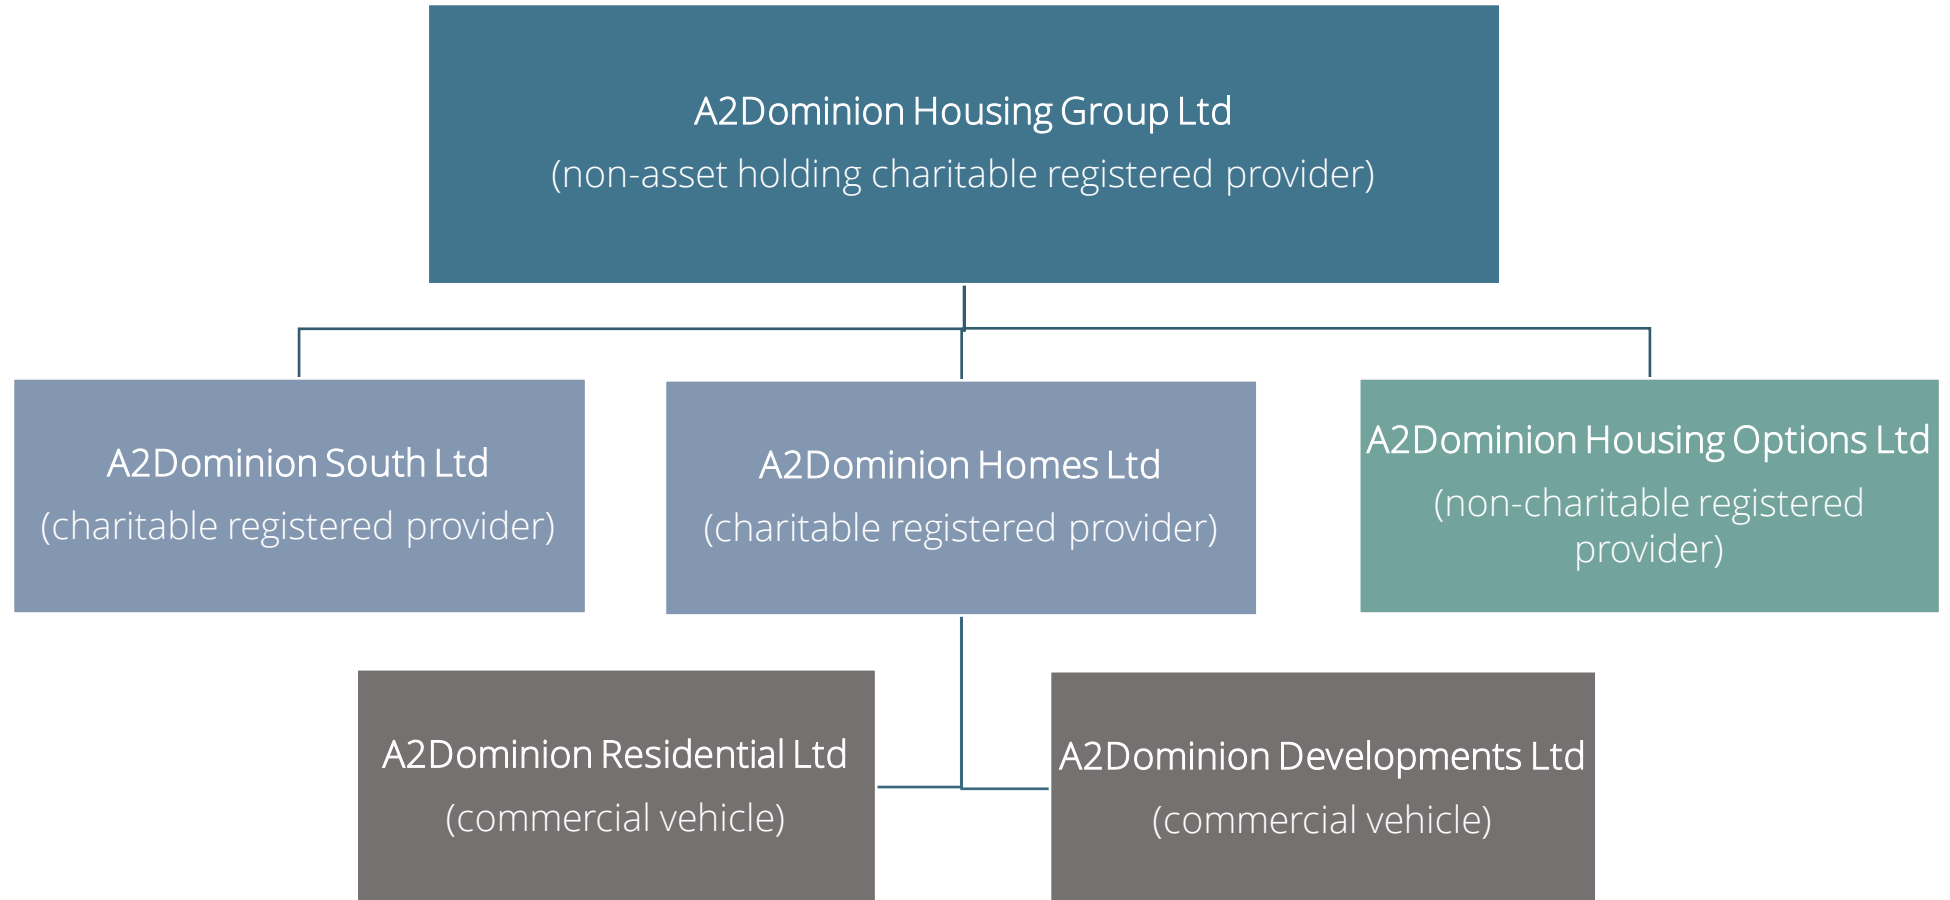 A2Dominion Housing Group Ltd
(non-asset holding charitable registered provider)
A2Dominion South Ltd
(charitable registered provider)
A2Dominion Homes Ltd
(charitable registered provider)
A2Dominion Housing Options Ltd
(non-charitable registered
provider)
A2Dominion Residential Ltd
(commercial vehicle)
A2Dominion Developments Ltd
(commercial vehicle)